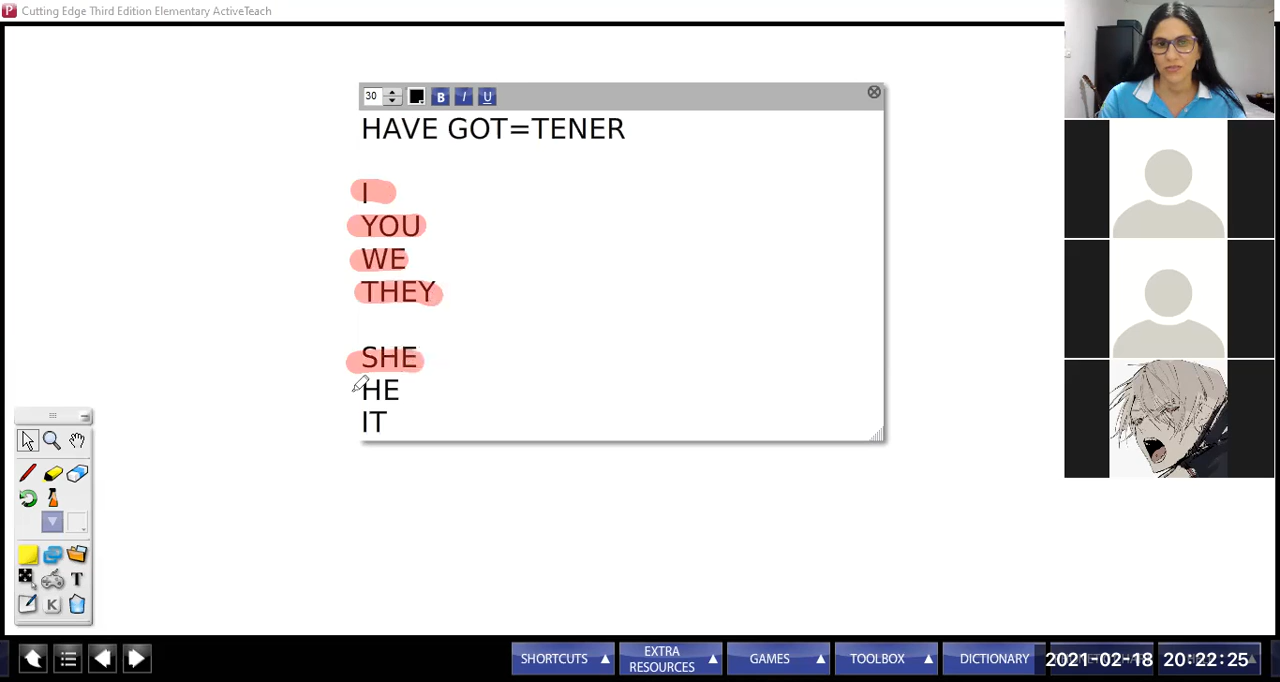 Cutting Edge Third Edition Elementary ActiveTeach
30 B I U
HAVE GOT=TENER
I
YOU
WE
THEY
SHE
HE
IT
T
K
SHORTCUTS
EXTRA
RESOURCES
GAMES
TOOLBOX
DICTIONARY
2021-02-18 20:22:25